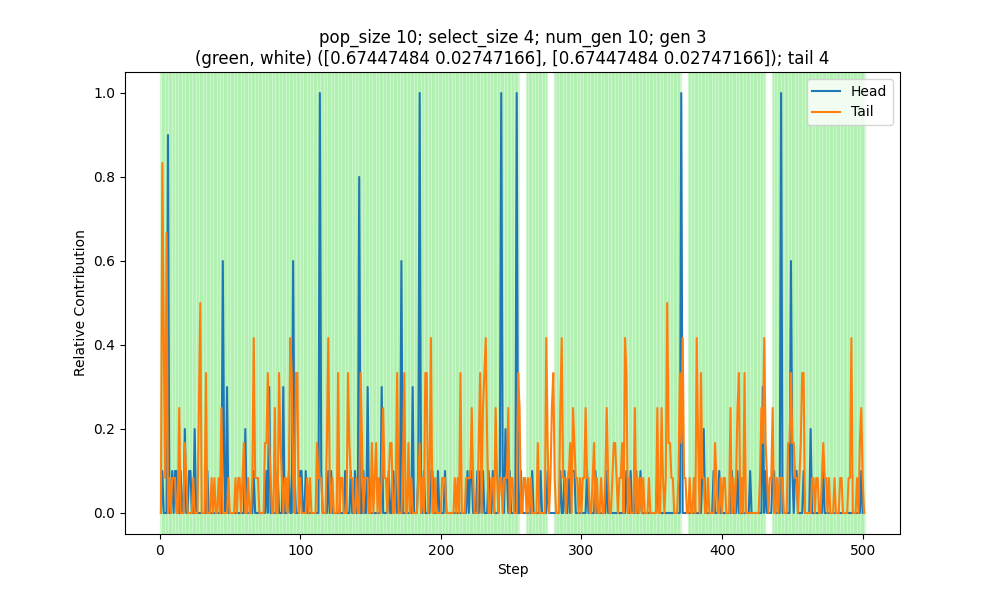 pop_size 10; select_size 4; num_gen 10; gen 3
(green, white) ([0.67447484 0.02747166], [0.67447484 0.02747166]); tail 4
Head
Tail
Relative Contribution
1.0
0.8
0.6
0.4
0.2
0.0
0
100
200
300
400
500
Step